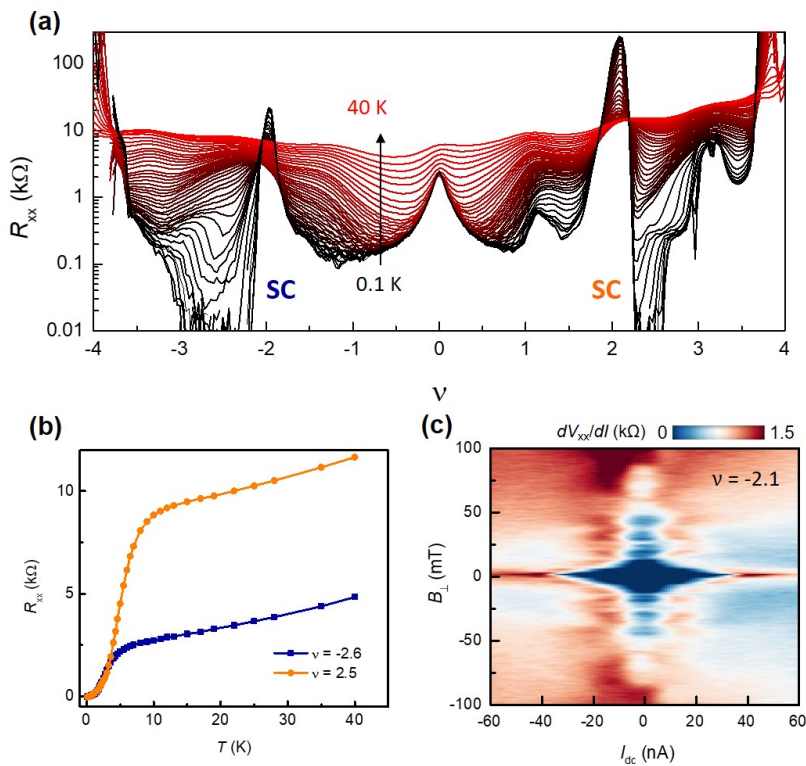 (a)
R_xx (kΩ)
100
10
1
0.1
0.01
40 K
0.1 K
SC
SC
-4 -3 -2 -1 0 1 2 3 4
ν
(b)
R_xx (kΩ)
10
5
0
ν = -2.6
ν = 2.5
0 10 20 30 40
T (K)
(c)
dV_xx/dI (kΩ) 0 1.5
ν = -2.1
B_⊥ (mT)
100
50
0
-50
-100
-60 -40 -20 0 20 40 60
I_dc (nA)